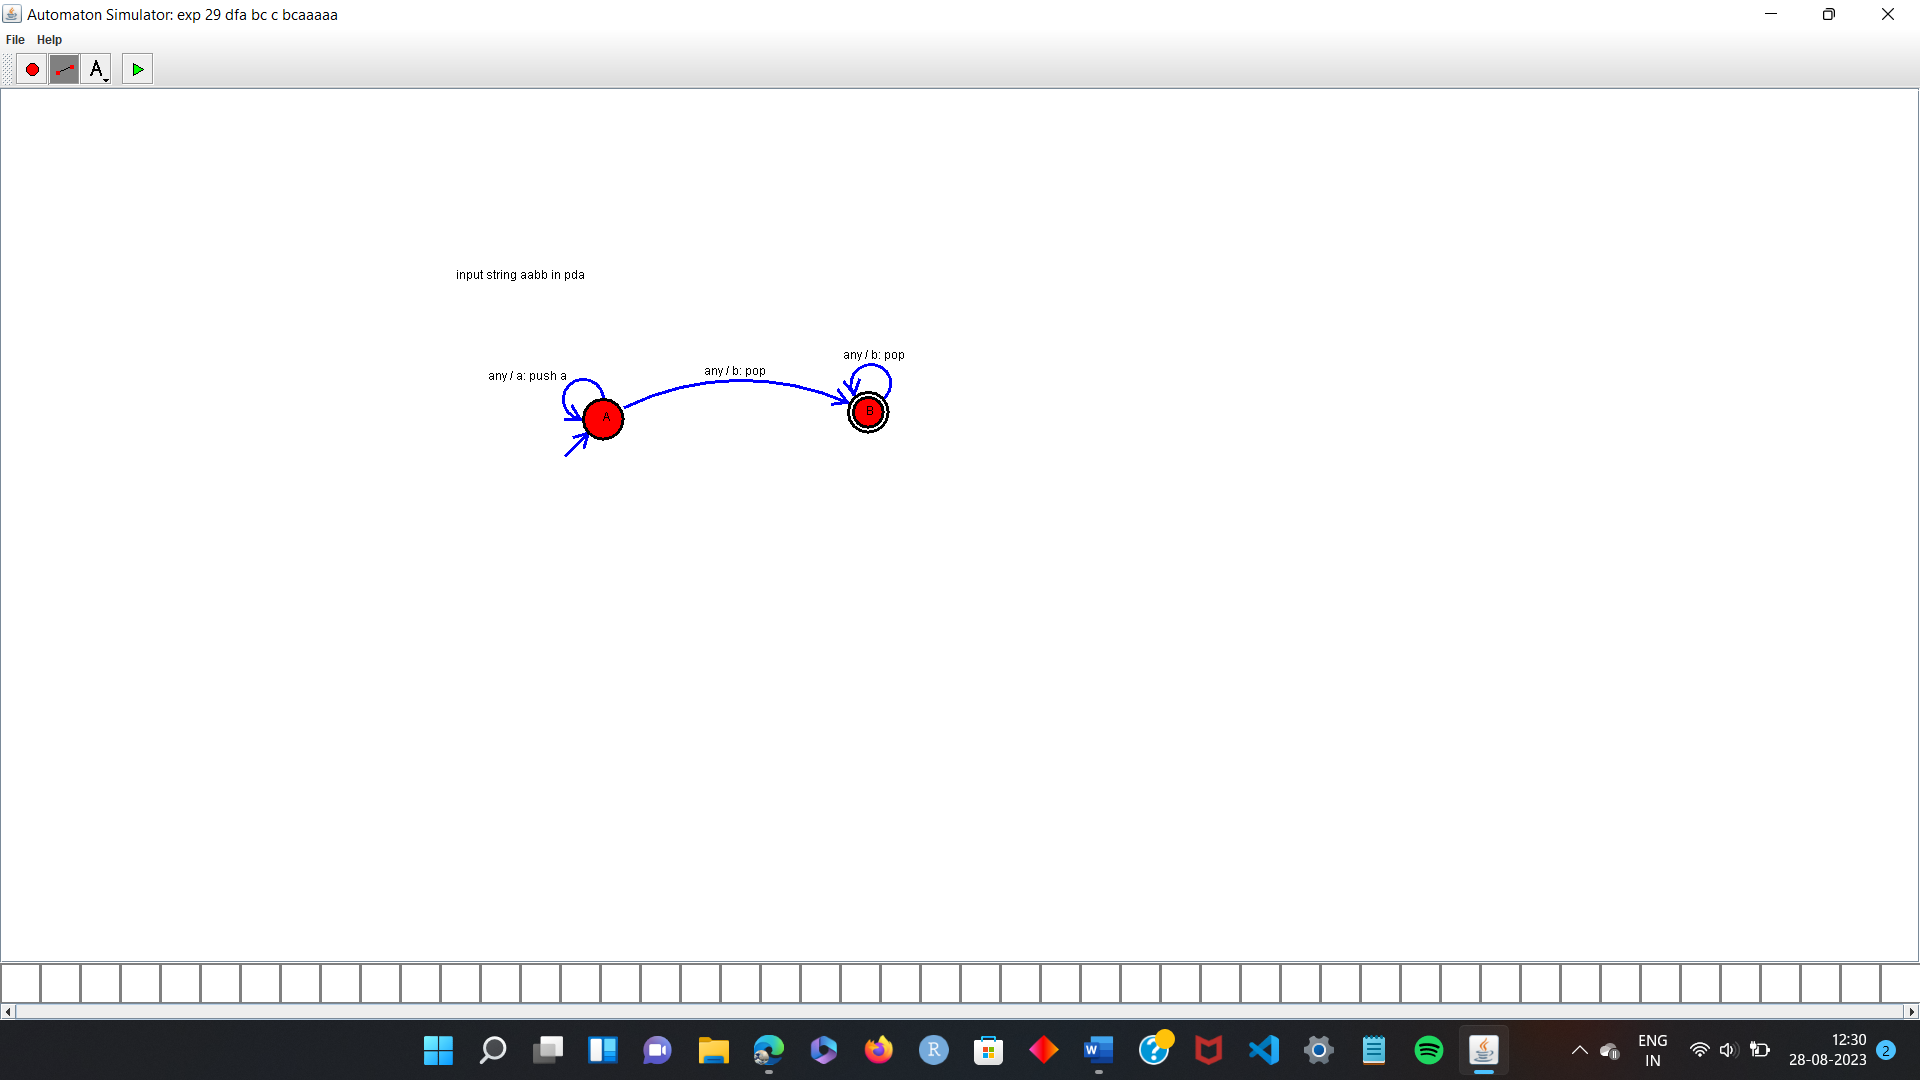 Automaton Simulator: exp 29 dfa bc c bcaaaaa
File Help
A
input string aabb in pda
any / b: pop
any / b: pop
any / a: push a
A
B
R
W
?
ENG
IN
12:30
28-08-2023
2